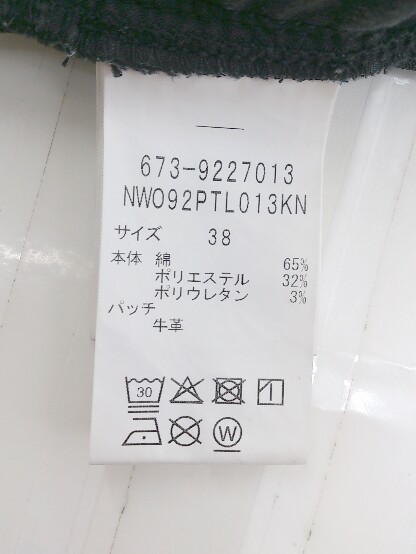 673-9227013
NW092PTL013KN
サイズ 38
本体 綿 65%
ポリエステル 32%
ポリウレタン 3%
パッチ
牛革
30
W